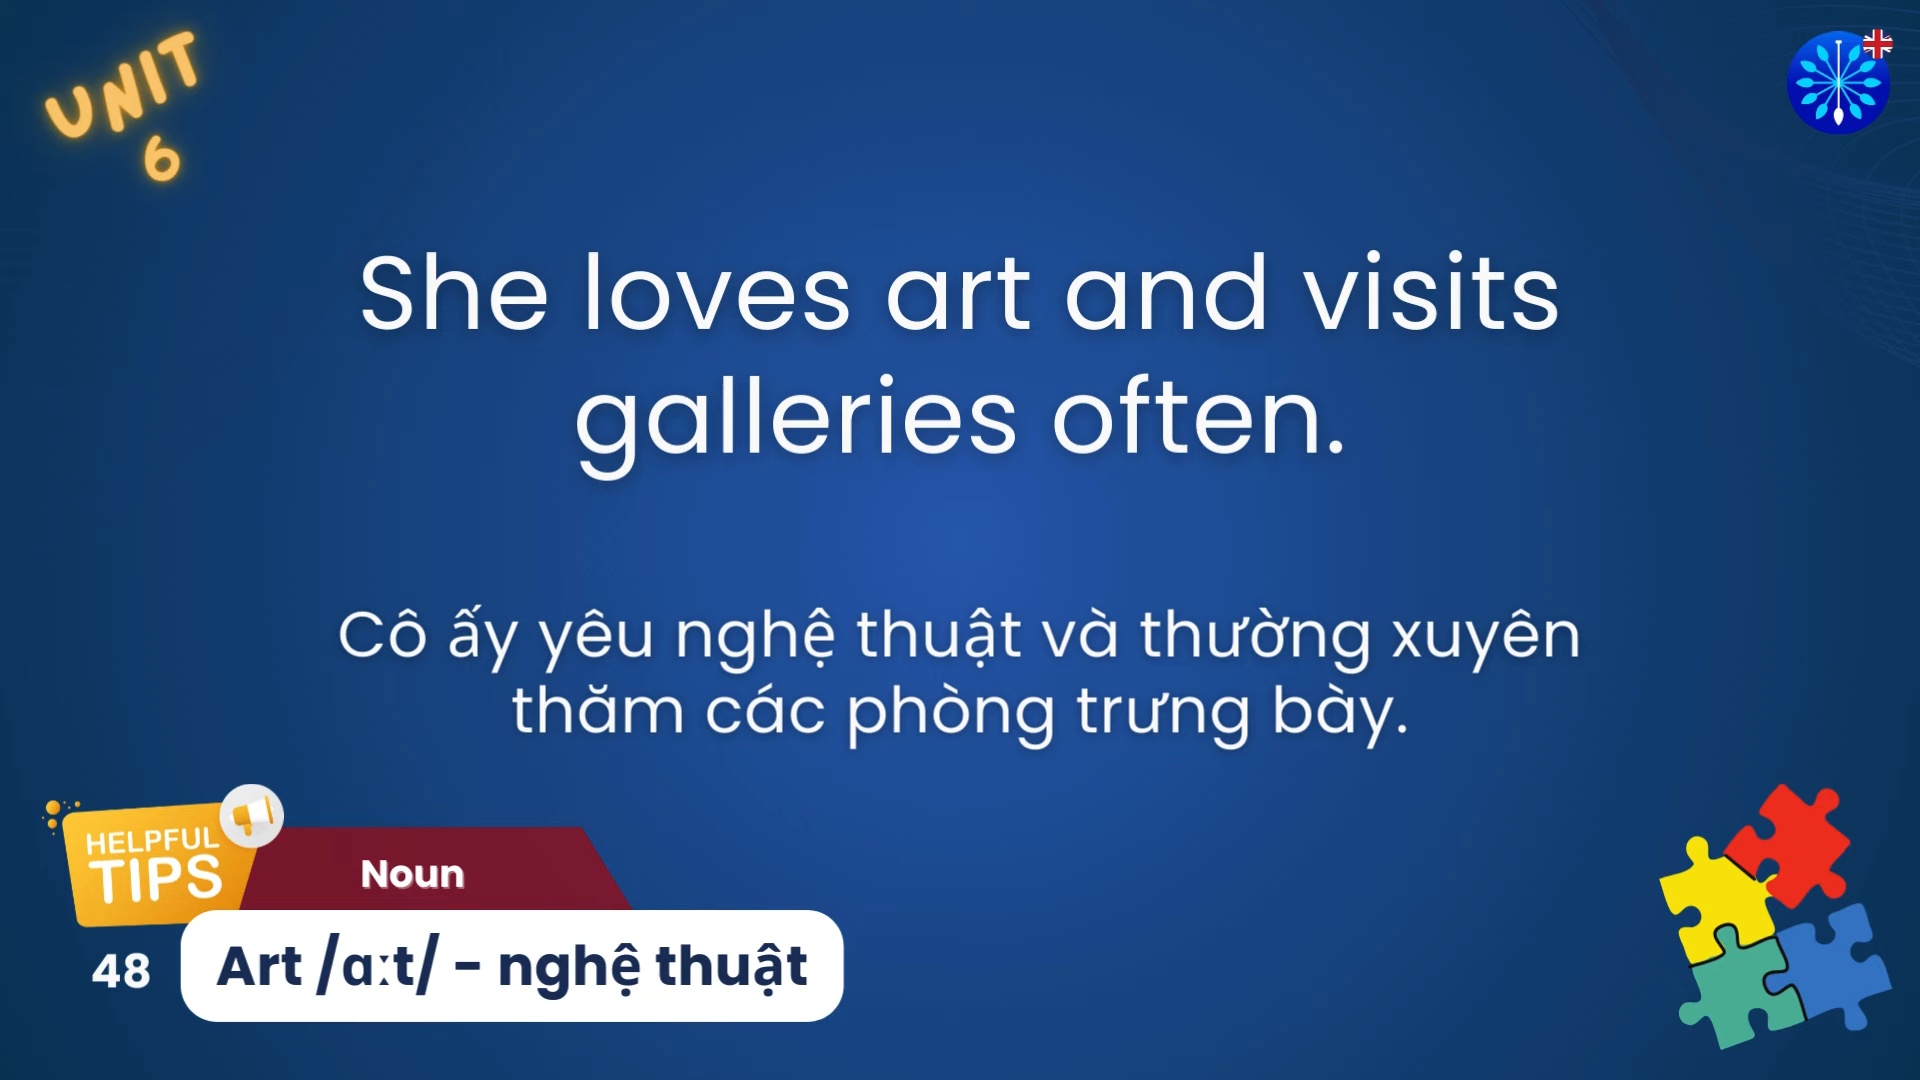 UNIT
6
She loves art and visits
galleries often.
Cô ấy yêu nghệ thuật và thường xuyên
thăm các phòng trưng bày.
HELPFUL
TIPS
Noun
48
Art /ɑːt/ - nghệ thuật